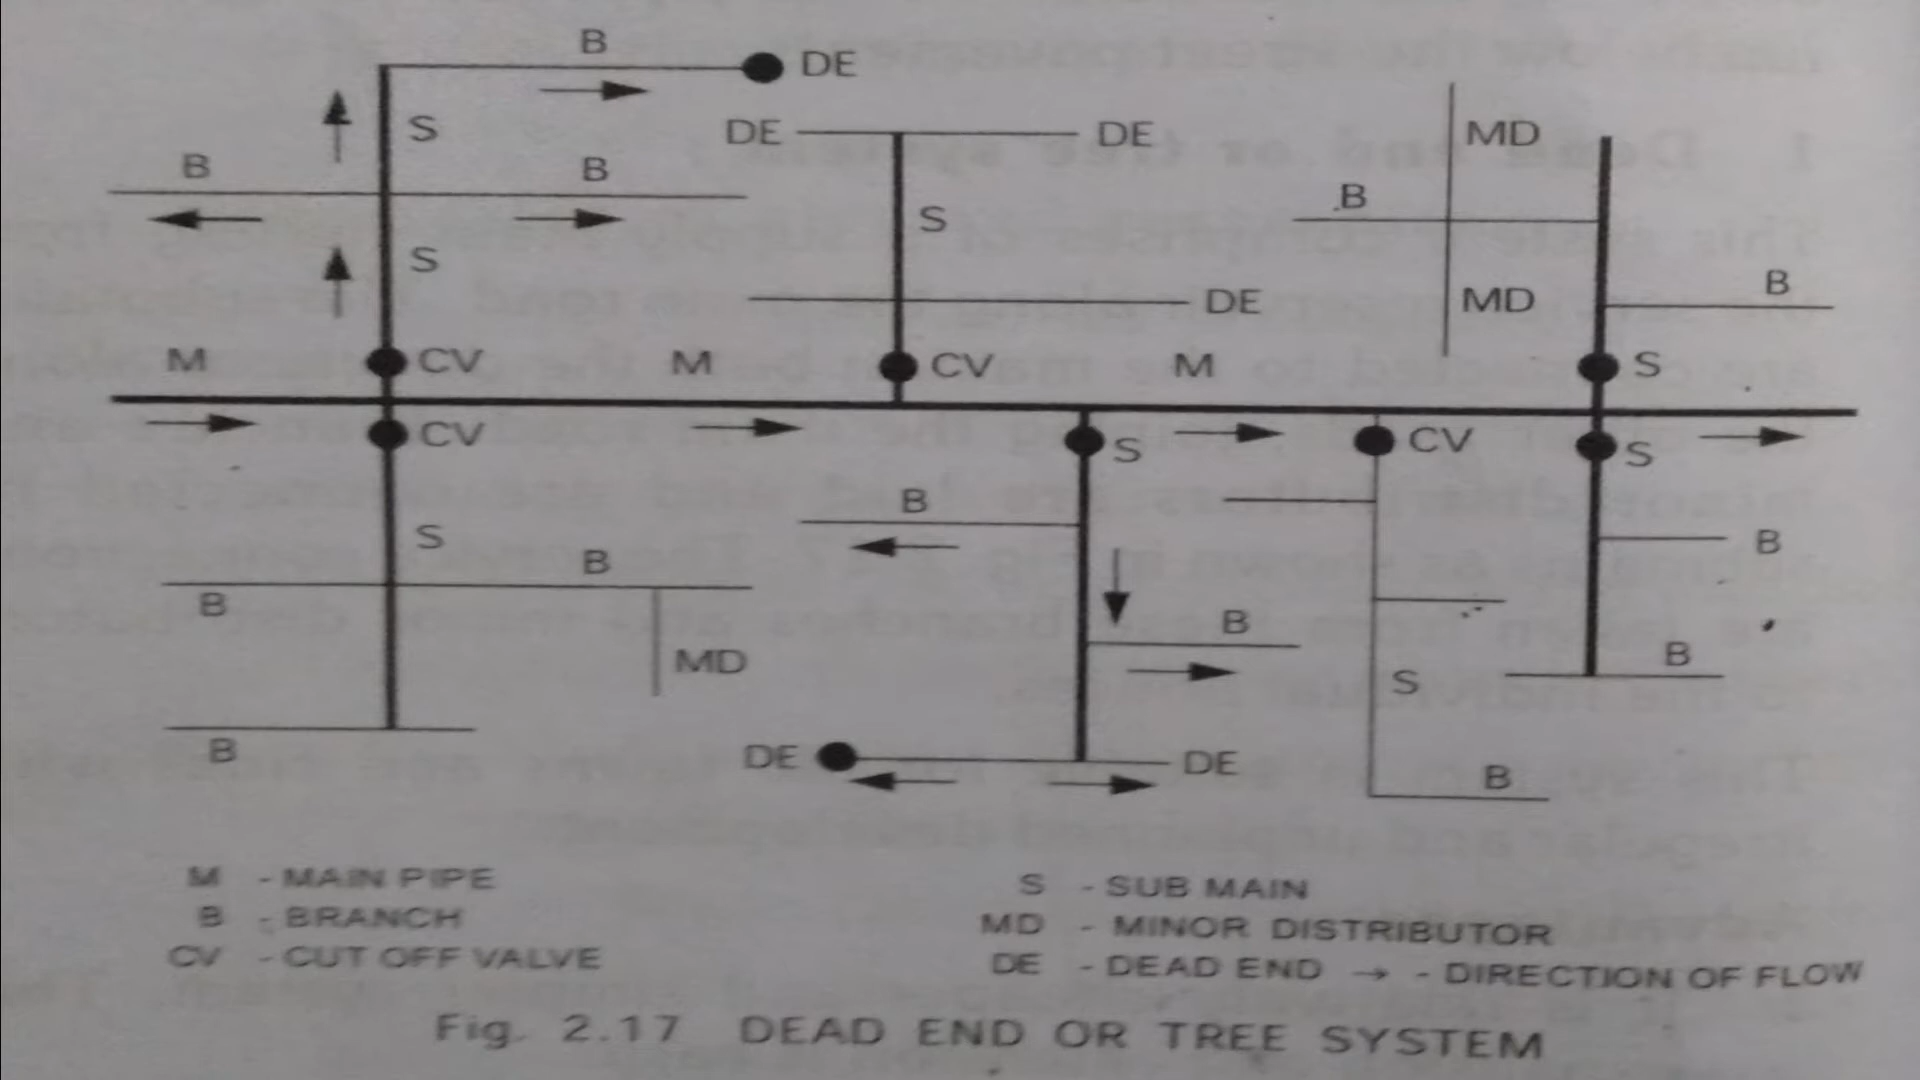 B
DE
S
DE
DE
MD
B
B
B
S
S
B
DE
MD
M
CV
M
CV
M
S
CV
S
CV
S
B
S
B
B
B
B
MD
S
B
B
DE
DE
B
M - MAIN PIPE
S - SUB MAIN
B - BRANCH
MD - MINOR DISTRIBUTOR
CV - CUT OFF VALVE
DE - DEAD END → - DIRECTION OF FLOW
Fig. 2.17 DEAD END OR TREE SYSTEM